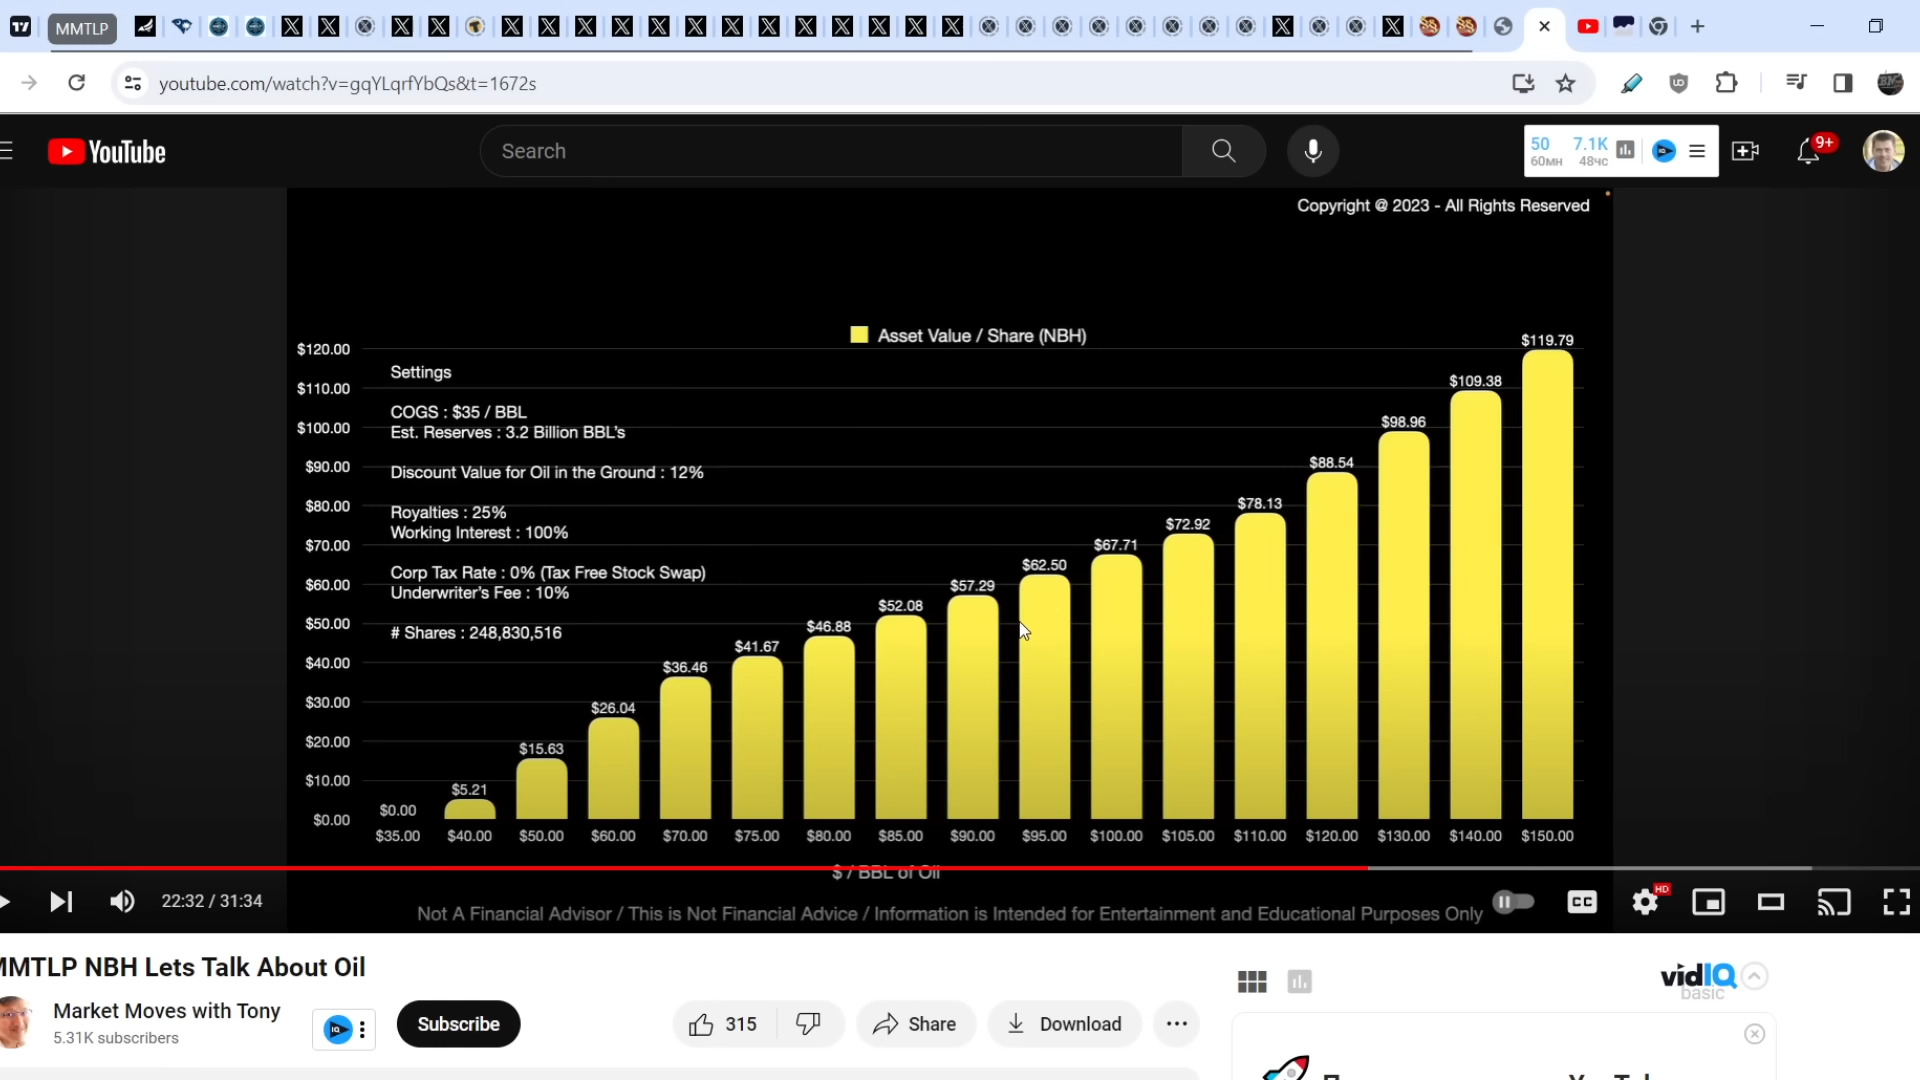 MMTLP
youtube.com/watch?v=gqYLqrfYbQs&t=1672s
YouTube
Search
50 7.1K
60мн 48чс
9+
Copyright @ 2023 - All Rights Reserved
Asset Value / Share (NBH)
$120.00
$110.00
$100.00
$90.00
$80.00
$70.00
$60.00
$50.00
$40.00
$30.00
$20.00
$10.00
$0.00
Settings
COGS : $35 / BBL
Est. Reserves : 3.2 Billion BBL's
Discount Value for Oil in the Ground : 12%
Royalties : 25%
Working Interest : 100%
Corp Tax Rate : 0% (Tax Free Stock Swap)
Underwriter's Fee : 10%
# Shares : 248,830,516
$0.00 $5.21 $15.63 $26.04 $36.46 $41.67 $46.88 $52.08 $57.29 $62.50 $67.71 $72.92 $78.13 $88.54 $98.96 $109.38 $119.79
$35.00 $40.00 $50.00 $60.00 $70.00 $75.00 $80.00 $85.00 $90.00 $95.00 $100.00 $105.00 $110.00 $120.00 $130.00 $140.00 $150.00
$ / BBL of Oil
22:32 / 31:34
CC
HD
Not A Financial Advisor / This is Not Financial Advice / Information is Intended for Entertainment and Educational Purposes Only
MMTLP NBH Lets Talk About Oil
Market Moves with Tony
5.31K subscribers
IQ
Subscribe
315
Share
Download
vidIQ
basic